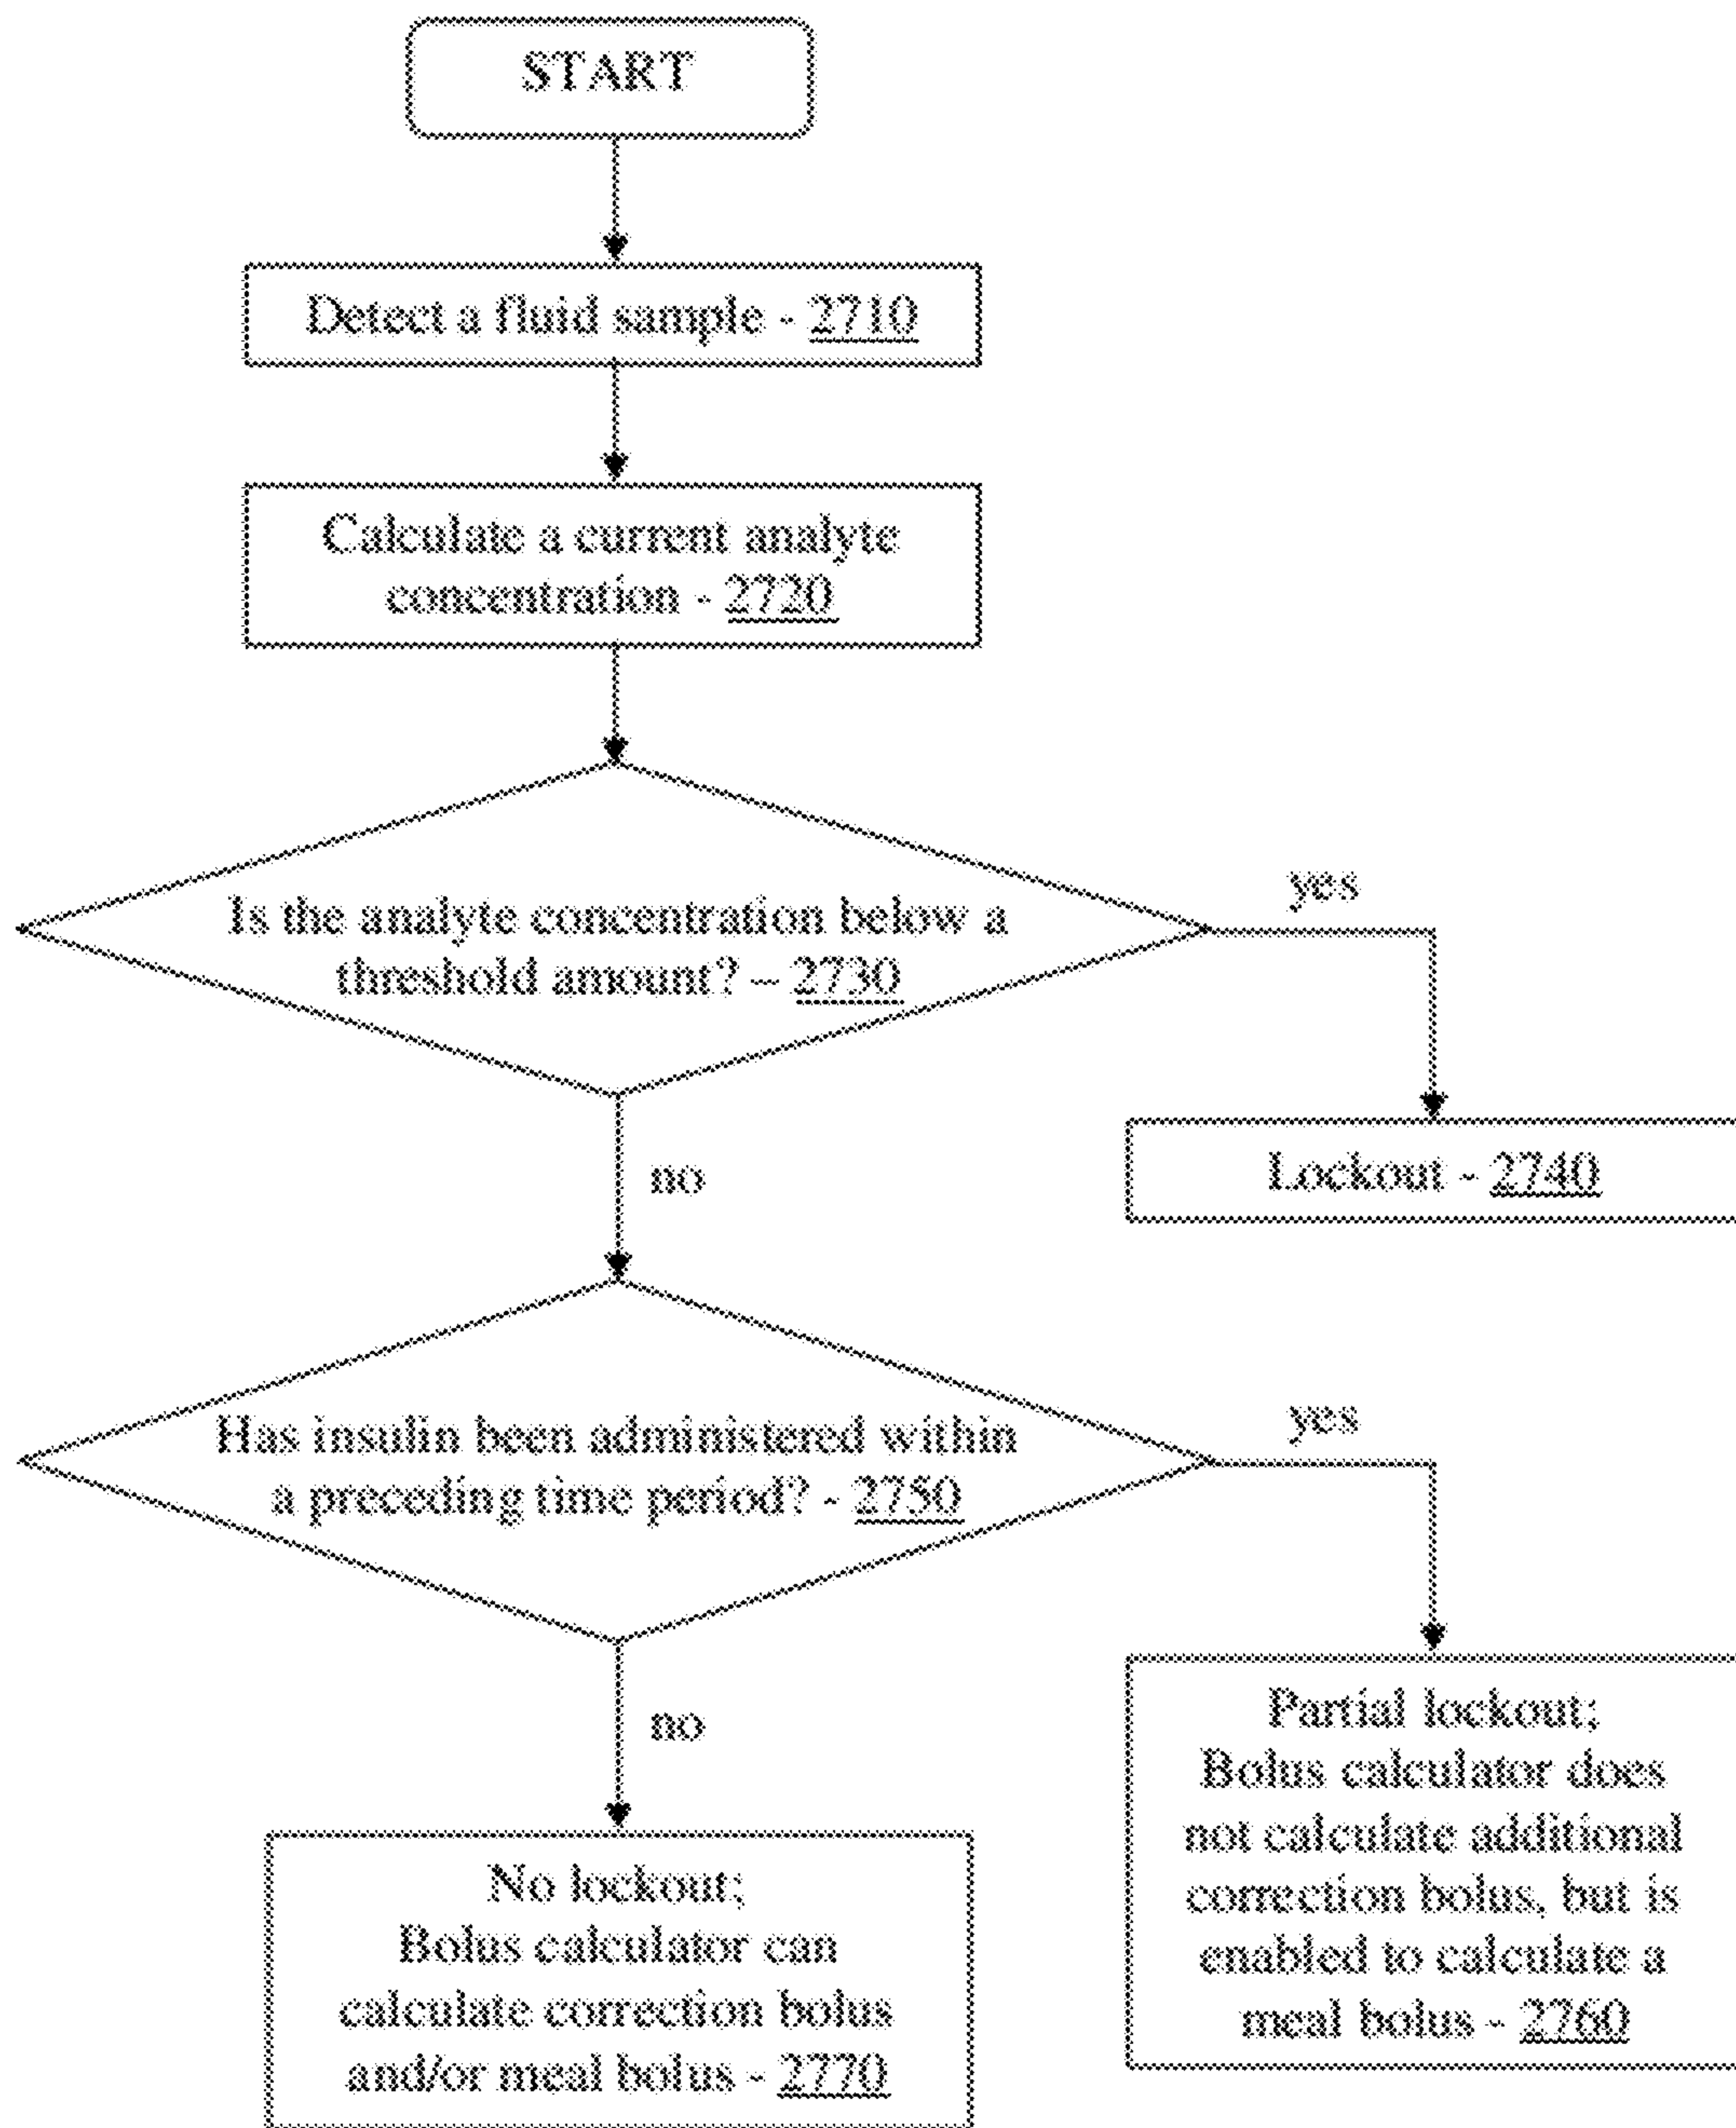 START
Detect a fluid sample - 2710
Calculate a current analyte
concentration - 2720
Is the analyte concentration below a
threshold amount? – 2730
yes
Lockout - 2740
no
Has insulin been administered within
a preceding time period? - 2750
yes
Partial lockout;
Bolus calculator does
not calculate additional
correction bolus, but is
enabled to calculate a
meal bolus - 2760
no
No lockout;
Bolus calculator can
calculate correction bolus
and/or meal bolus - 2770